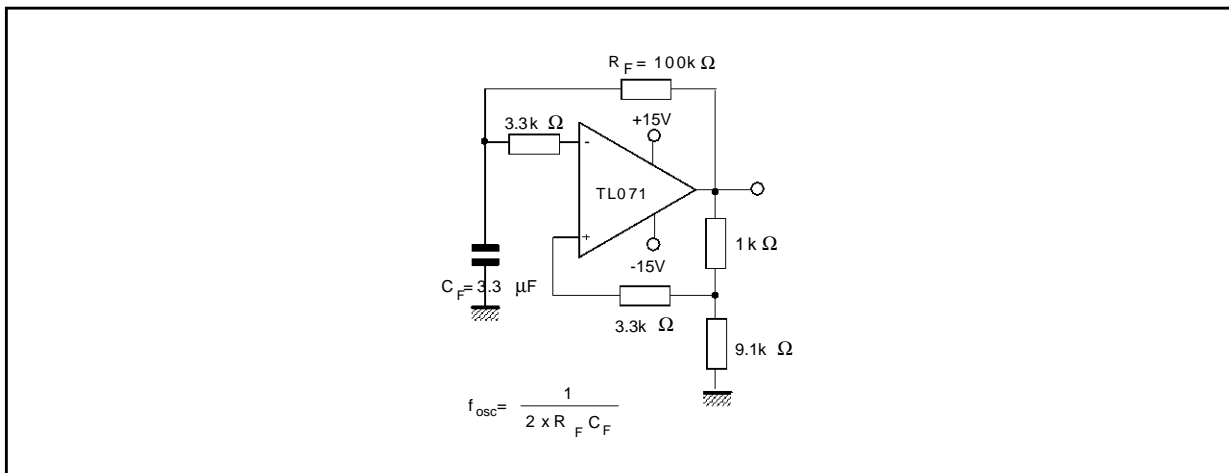 R F = 100k Ω
3.3k Ω
+15V
-
TL071
+
-15V
1k Ω
C F = 3.3 μF
3.3k Ω
9.1k Ω
f osc = 1
2 x R F C F